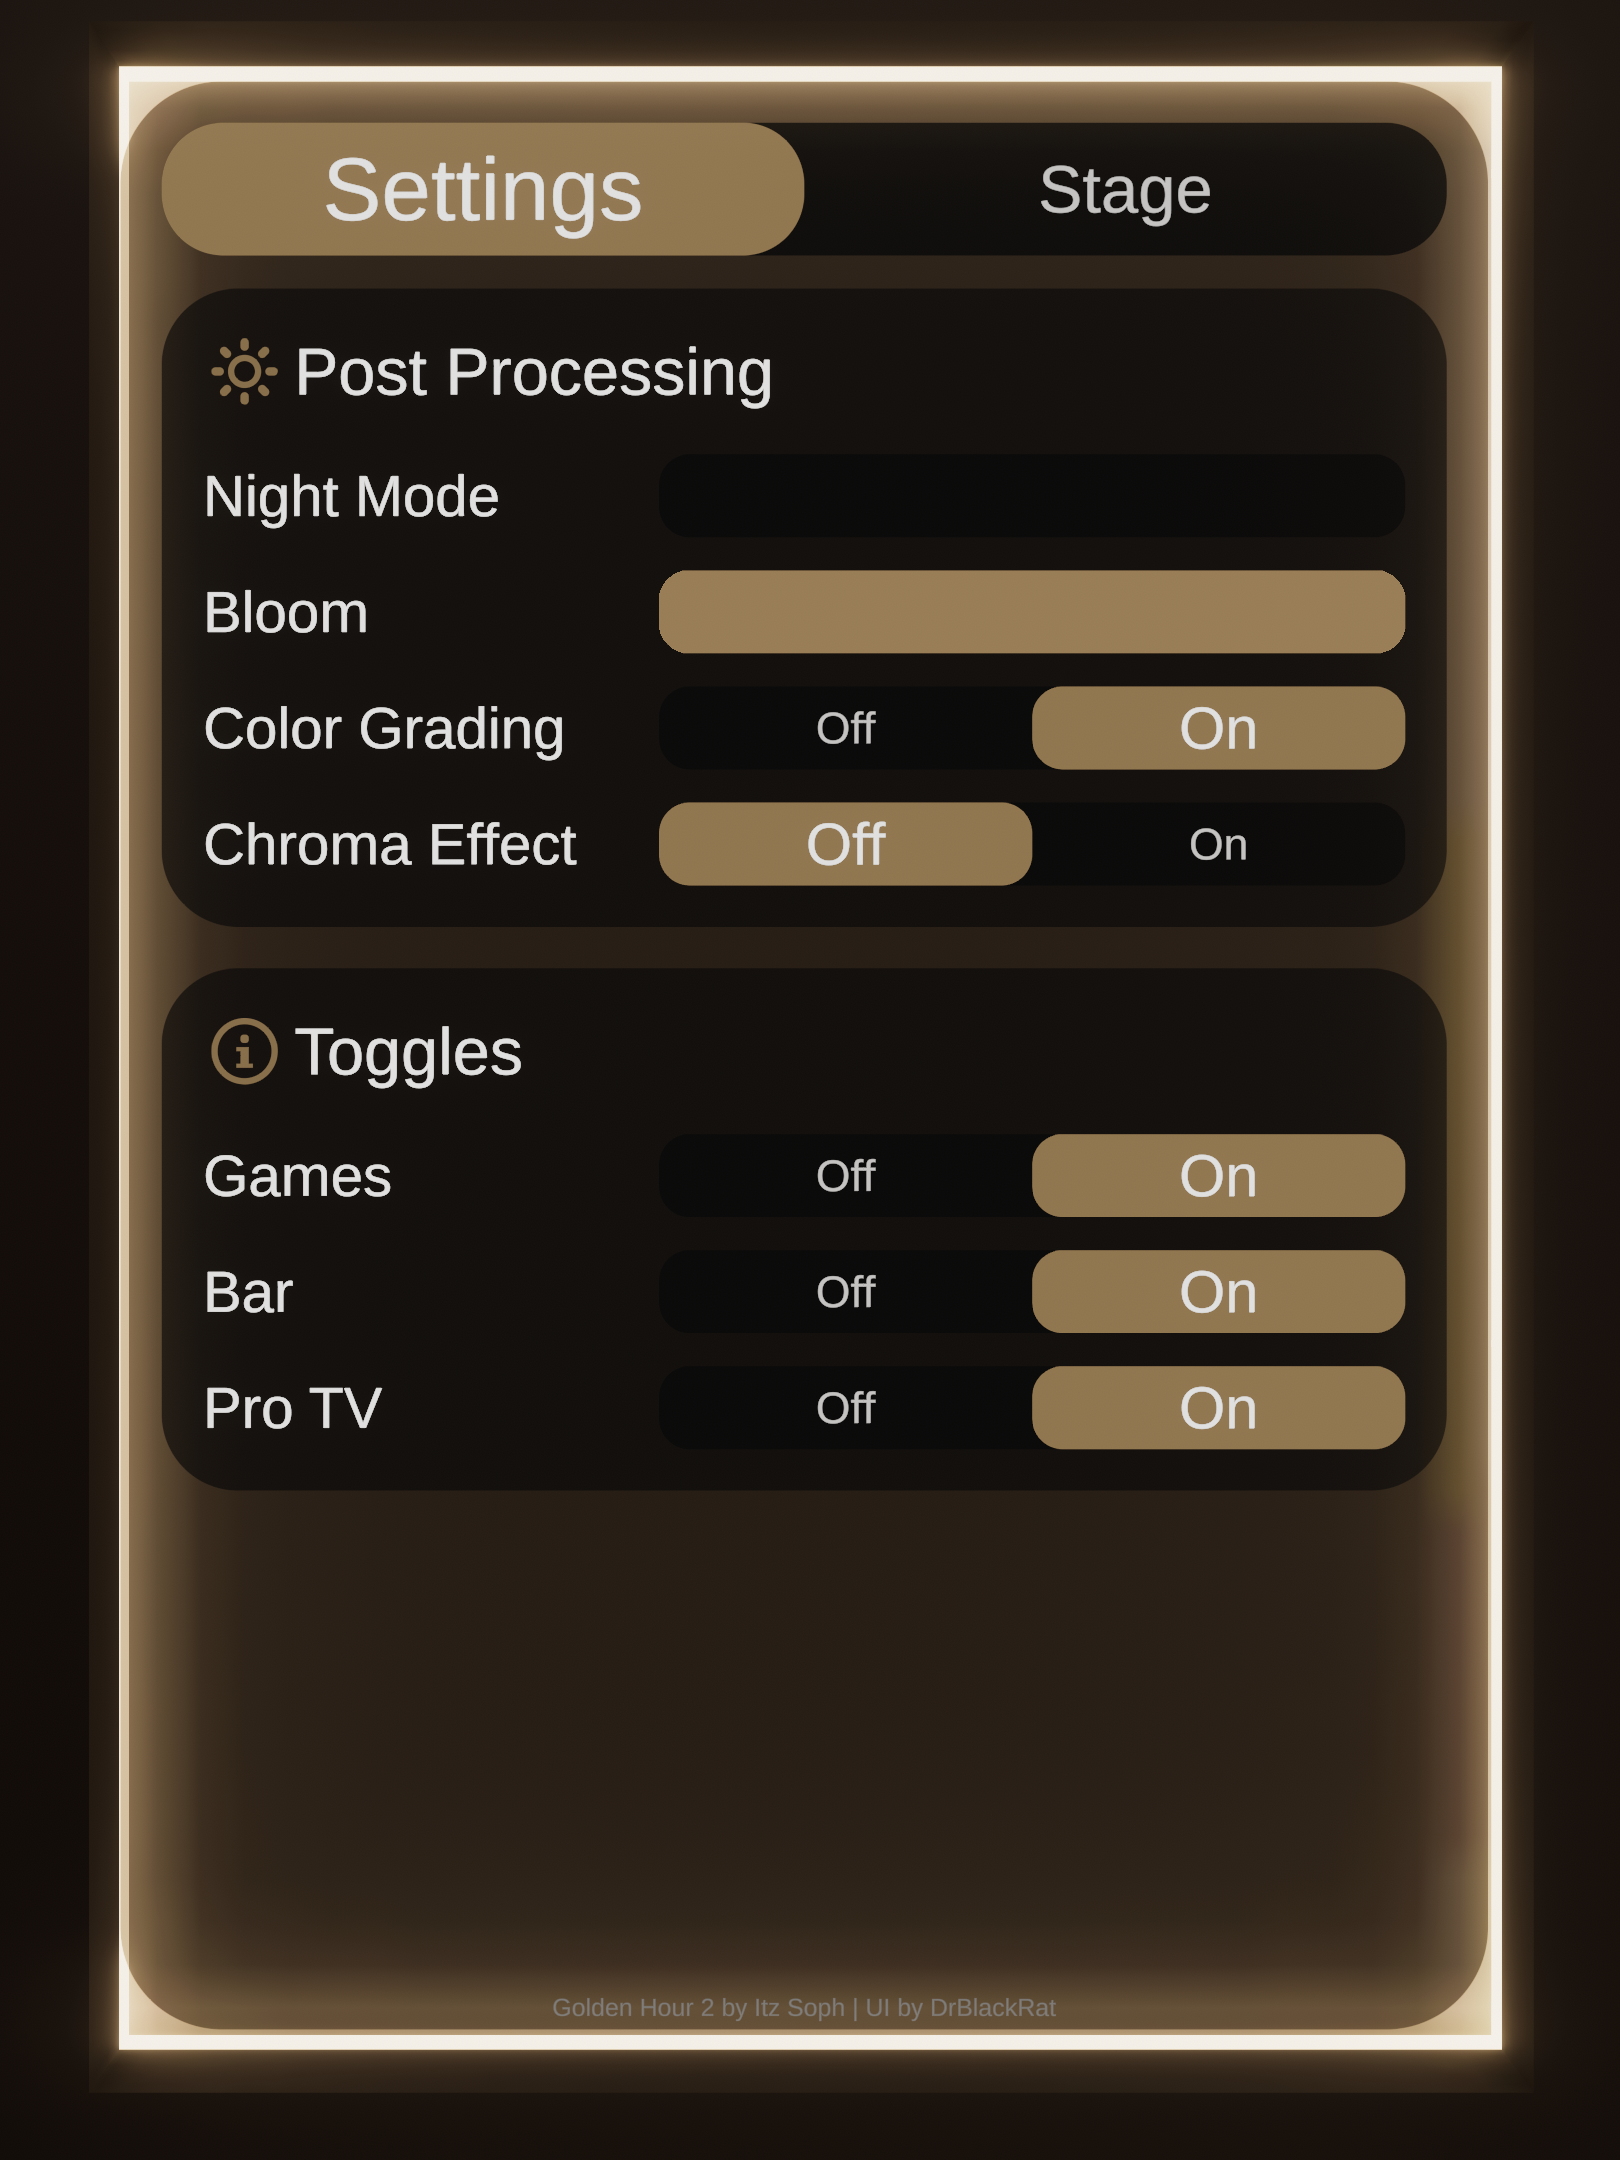 Settings
Stage
Post Processing
Night Mode
Bloom
Color Grading
Off
On
Chroma Effect
Off
On
Toggles
Games
Off
On
Bar
Off
On
Pro TV
Off
On
Golden Hour 2 by Itz Soph | UI by DrBlackRat